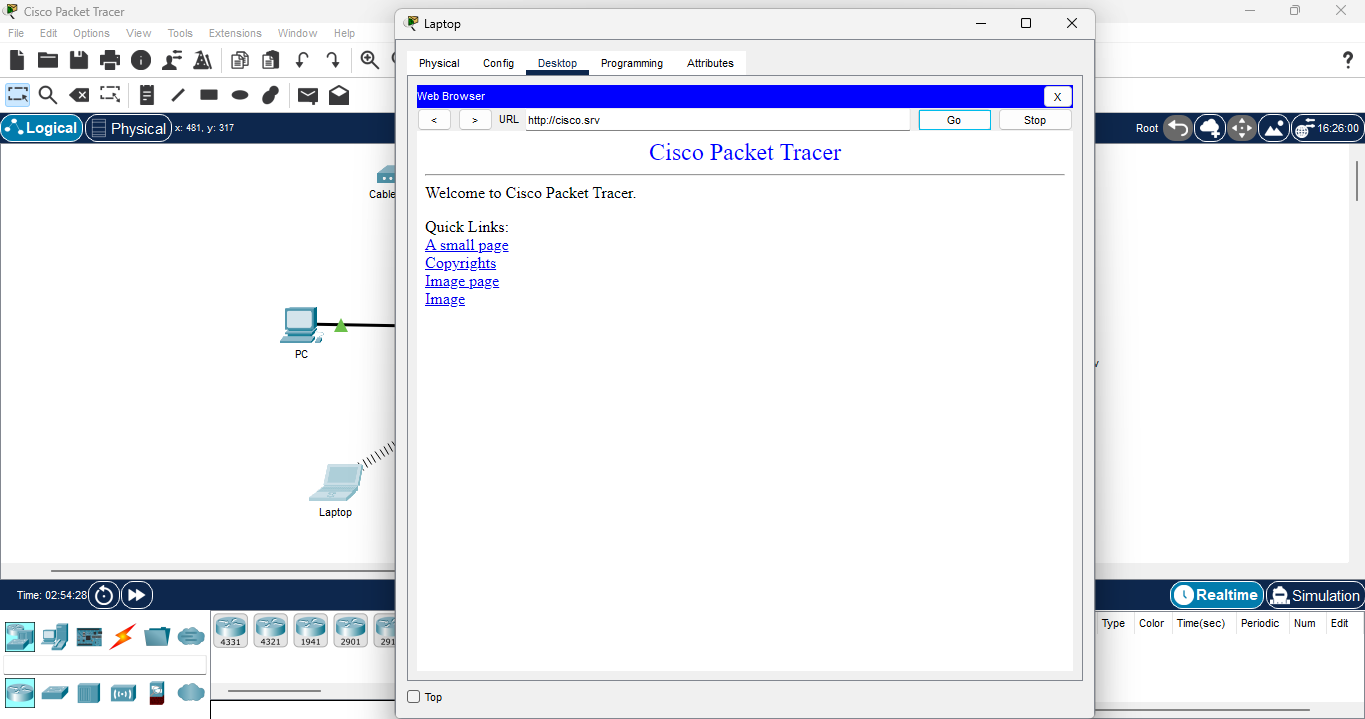 Cisco Packet Tracer
File Edit Options View Tools Extensions Window Help
Logical Physical x: 481, y: 317
Root 16:26:00
Cable
PC
Laptop
Time: 02:54:28
Realtime Simulation
4331 4321 1941 2901 291
Type Color Time(sec) Periodic Num Edit
Laptop
Physical Config Desktop Programming Attributes
Web Browser X
< > URL http://cisco.srv Go Stop
Cisco Packet Tracer
Welcome to Cisco Packet Tracer.
Quick Links:
A small page
Copyrights
Image page
Image
Top